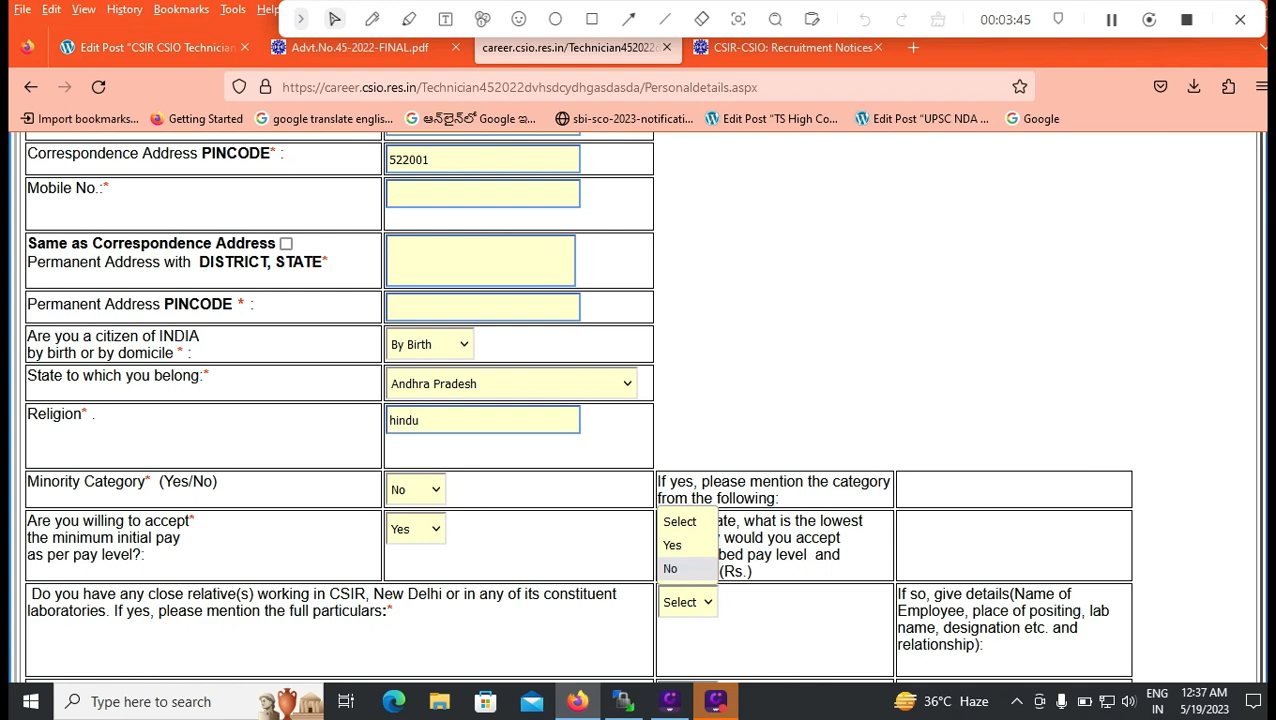 File Edit View History Bookmarks Tools Help
00:03:45
Edit Post "CSIR CSIO Technician
Advt.No.45-2022-FINAL.pdf
career.csio.res.in/Technician452022
CSIR-CSIO: Recruitment Notices
https://career.csio.res.in/Technician452022dvhsdcydhgasdasda/Personaldetails.aspx
Import bookmarks...
Getting Started
google translate englis...
ఆన్‌లైన్‌లో Google ఇ...
sbi-sco-2023-notificati...
Edit Post "TS High Co...
Edit Post "UPSC NDA ...
Google
Correspondence Address PINCODE* :
522001
Mobile No.:*
Same as Correspondence Address
Permanent Address with DISTRICT, STATE*
Permanent Address PINCODE * :
Are you a citizen of INDIA
by birth or by domicile * :
By Birth
State to which you belong:*
Andhra Pradesh
Religion* .
hindu
Minority Category* (Yes/No)
No
If yes, please mention the category
from the following:
Are you willing to accept*
the minimum initial pay
as per pay level?:
Yes
Select
Yes
No
ate, what is the lowest
would you accept
bed pay level and
(Rs.)
Do you have any close relative(s) working in CSIR, New Delhi or in any of its constituent
laboratories. If yes, please mention the full particulars:*
Select
If so, give details(Name of
Employee, place of positing, lab
name, designation etc. and
relationship):
Type here to search
36°C Haze
ENG
IN
12:37 AM
5/19/2023